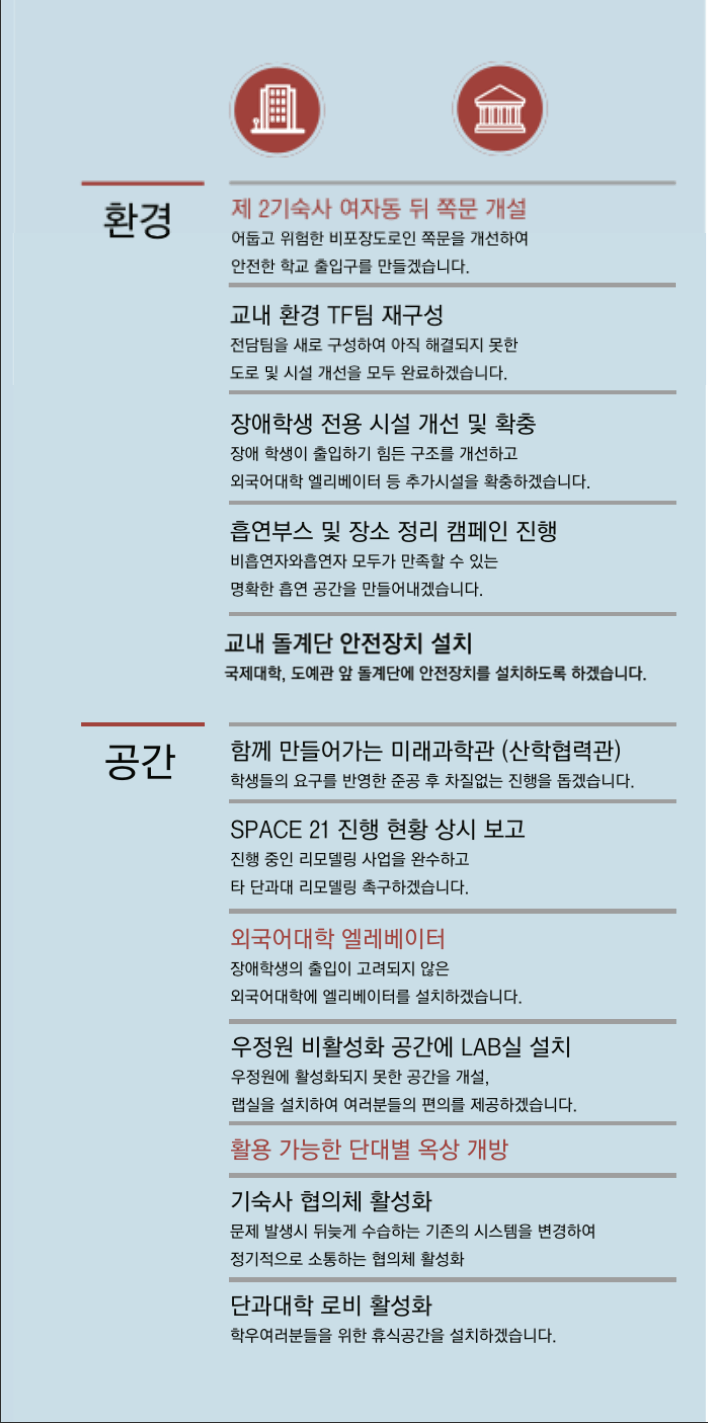 환경
제 2기숙사 여자동 뒤 쪽문 개설
어둡고 위험한 비포장도로인 쪽문을 개선하여
안전한 학교 출입구를 만들겠습니다.
교내 환경 TF팀 재구성
전담팀을 새로 구성하여 아직 해결되지 못한
도로 및 시설 개선을 모두 완료하겠습니다.
장애학생 전용 시설 개선 및 확충
장애 학생이 출입하기 힘든 구조를 개선하고
외국어대학 엘리베이터 등 추가시설을 확충하겠습니다.
흡연부스 및 장소 정리 캠페인 진행
비흡연자와흡연자 모두가 만족할 수 있는
명확한 흡연 공간을 만들어내겠습니다.
교내 돌계단 안전장치 설치
국제대학, 도예관 앞 돌계단에 안전장치를 설치하도록 하겠습니다.
공간
함께 만들어가는 미래과학관 (산학협력관)
학생들의 요구를 반영한 준공 후 차질없는 진행을 돕겠습니다.
SPACE 21 진행 현황 상시 보고
진행 중인 리모델링 사업을 완수하고
타 단과대 리모델링 촉구하겠습니다.
외국어대학 엘레베이터
장애학생의 출입이 고려되지 않은
외국어대학에 엘리베이터를 설치하겠습니다.
우정원 비활성화 공간에 LAB실 설치
우정원에 활성화되지 못한 공간을 개설,
랩실을 설치하여 여러분들의 편의를 제공하겠습니다.
활용 가능한 단대별 옥상 개방
기숙사 협의체 활성화
문제 발생시 뒤늦게 수습하는 기존의 시스템을 변경하여
정기적으로 소통하는 협의체 활성화
단과대학 로비 활성화
학우여러분들을 위한 휴식공간을 설치하겠습니다.